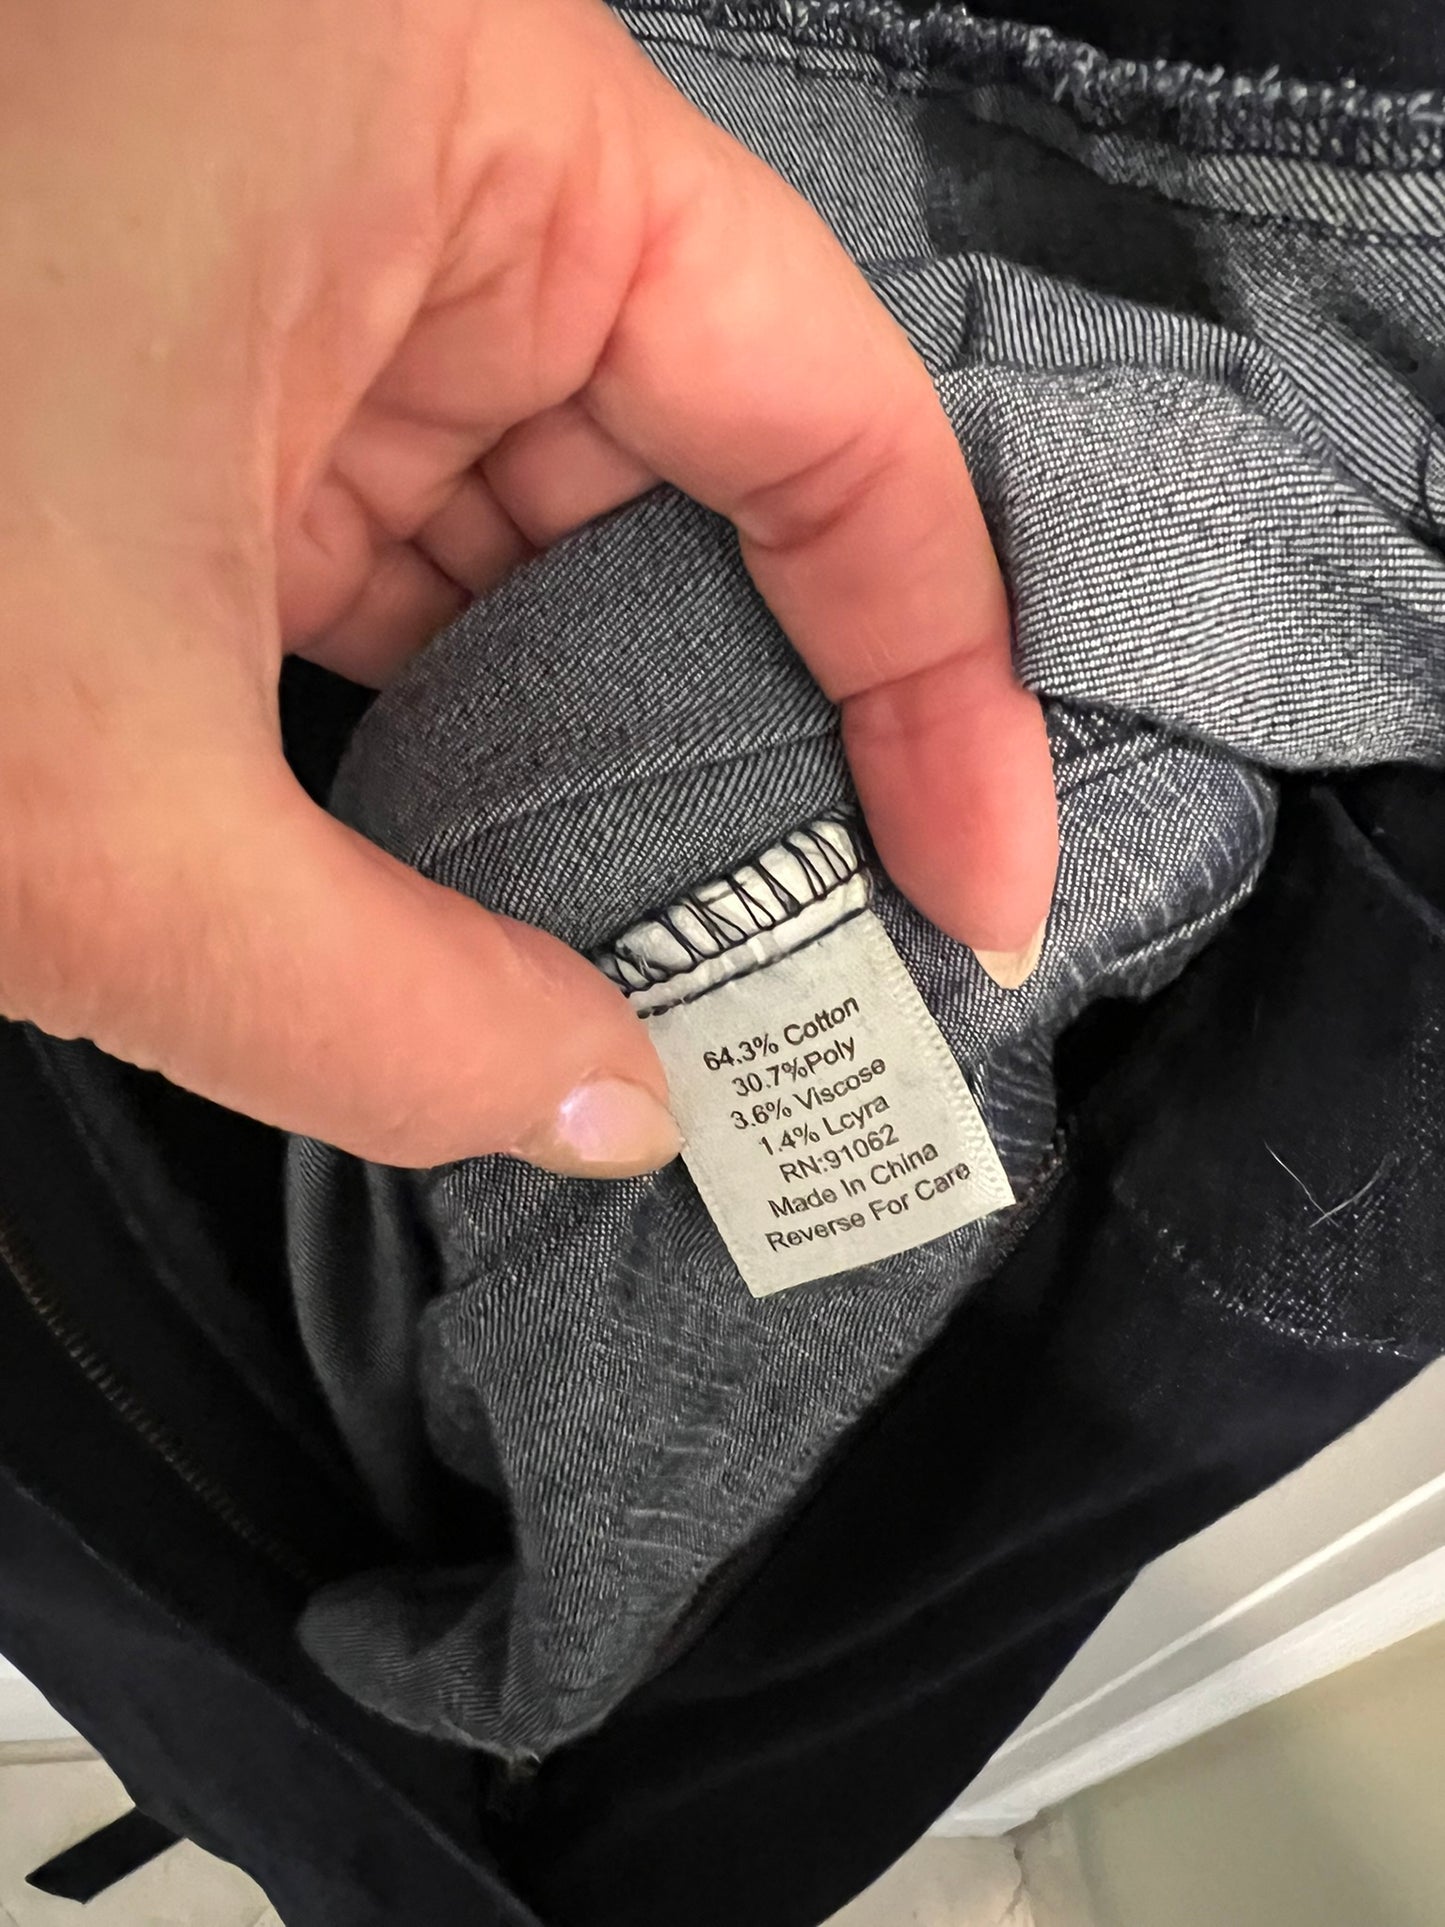 64.3% Cotton
30.7%Poly
3.6% Viscose
1.4% Lcyra
RN:91062
Made In China
Reverse For Care